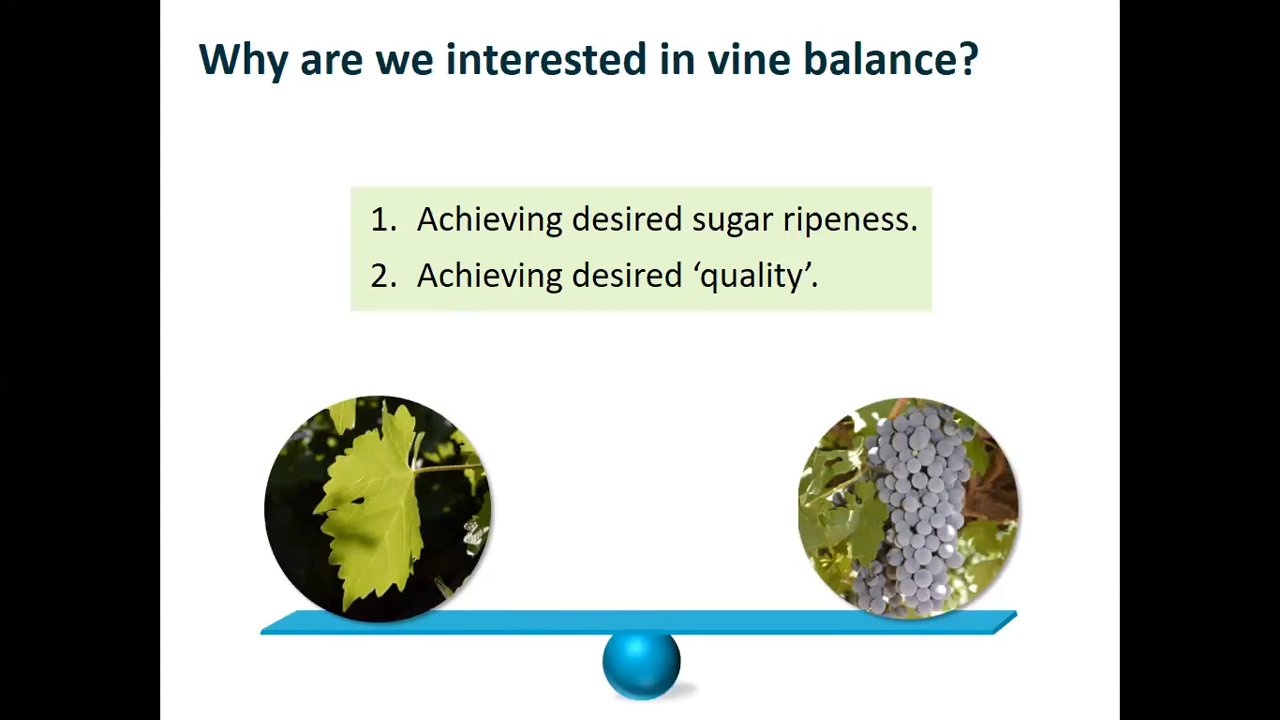 Why are we interested in vine balance?
1. Achieving desired sugar ripeness.
2. Achieving desired ‘quality’.